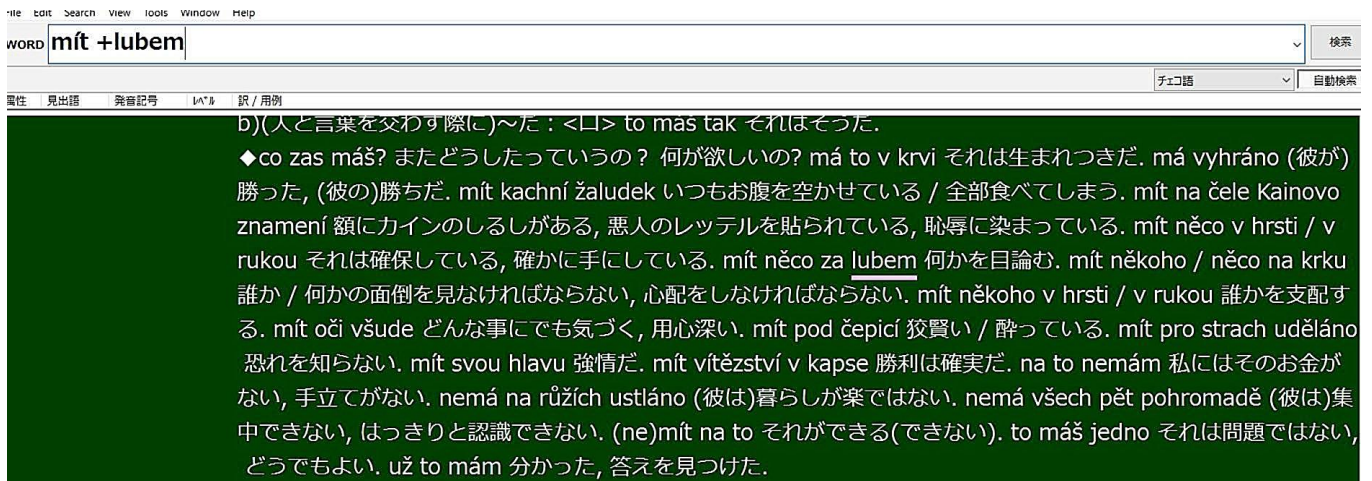 File Edit Search View Tools Window Help
WORD mít +lubem 検索
チェコ語 自動検索
属性 見出語 発音記号 ﾚﾍﾞﾙ 訳 / 用例
b)(人と言葉を交わす際に)～だ : <口> to máš tak それはそうだ.
◆co zas máš? またどうしたっていうの？ 何が欲しいの? má to v krvi それは生まれつきだ. má vyhráno (彼が)
勝った, (彼の)勝ちだ. mít kachní žaludek いつもお腹を空かせている / 全部食べてしまう. mít na čele Kainovo
znamení 額にカインのしるしがある, 悪人のレッテルを貼られている, 恥辱に染まっている. mít něco v hrsti / v
rukou それは確保している, 確かに手にしている. mít něco za lubem 何かを目論む. mít někoho / něco na krku
誰か / 何かの面倒を見なければならない, 心配をしなければならない. mít někoho v hrsti / v rukou 誰かを支配す
る. mít oči všude どんな事にでも気づく, 用心深い. mít pod čepicí 狡賢い / 酔っている. mít pro strach uděláno
恐れを知らない. mít svou hlavu 強情だ. mít vítězství v kapse 勝利は確実だ. na to nemám 私にはそのお金が
ない, 手立てがない. nemá na růžích ustláno (彼は)暮らしが楽ではない. nemá všech pět pohromadě (彼は)集
中できない, はっきりと認識できない. (ne)mít na to それができる(できない). to máš jedno それは問題ではない,
どうでもよい. už to mám 分かった, 答えを見つけた.